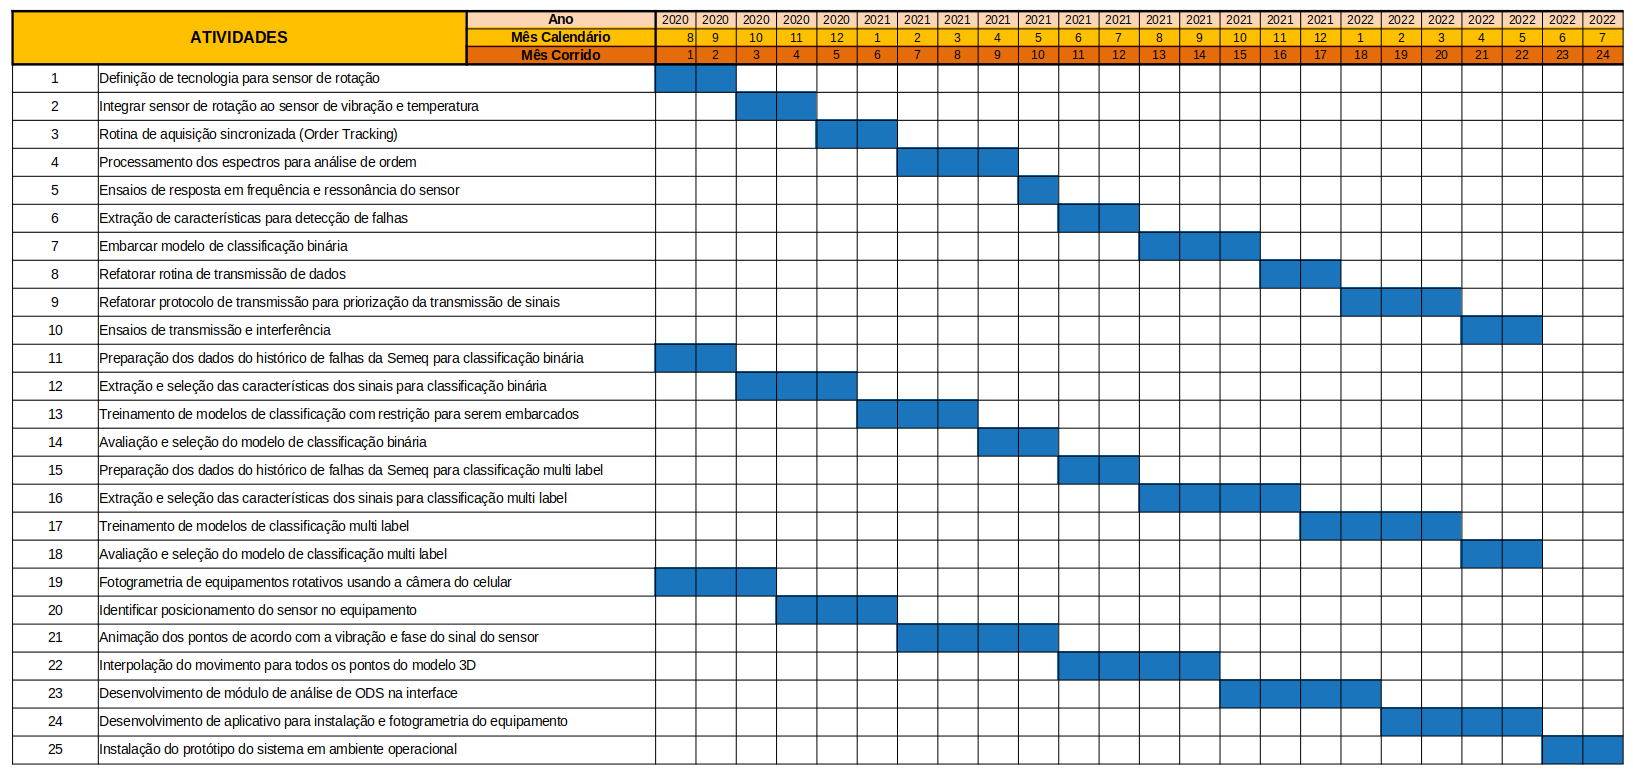 ATIVIDADES
Ano 2020 2020 2020 2020 2020 2021 2021 2021 2021 2021 2021 2021 2021 2021 2021 2021 2021 2022 2022 2022 2022 2022 2022 2022
Mês Calendário 8 9 10 11 12 1 2 3 4 5 6 7 8 9 10 11 12 1 2 3 4 5 6 7
Mês Corrido 1 2 3 4 5 6 7 8 9 10 11 12 13 14 15 16 17 18 19 20 21 22 23 24
1 Definição de tecnologia para sensor de rotação
2 Integrar sensor de rotação ao sensor de vibração e temperatura
3 Rotina de aquisição sincronizada (Order Tracking)
4 Processamento dos espectros para análise de ordem
5 Ensaios de resposta em frequência e ressonância do sensor
6 Extração de características para detecção de falhas
7 Embarcar modelo de classificação binária
8 Refatorar rotina de transmissão de dados
9 Refatorar protocolo de transmissão para priorização da transmissão de sinais
10 Ensaios de transmissão e interferência
11 Preparação dos dados do histórico de falhas da Semeq para classificação binária
12 Extração e seleção das características dos sinais para classificação binária
13 Treinamento de modelos de classificação com restrição para serem embarcados
14 Avaliação e seleção do modelo de classificação binária
15 Preparação dos dados do histórico de falhas da Semeq para classificação multi label
16 Extração e seleção das características dos sinais para classificação multi label
17 Treinamento de modelos de classificação multi label
18 Avaliação e seleção do modelo de classificação multi label
19 Fotogrametria de equipamentos rotativos usando a câmera do celular
20 Identificar posicionamento do sensor no equipamento
21 Animação dos pontos de acordo com a vibração e fase do sinal do sensor
22 Interpolação do movimento para todos os pontos do modelo 3D
23 Desenvolvimento de módulo de análise de ODS na interface
24 Desenvolvimento de aplicativo para instalação e fotogrametria do equipamento
25 Instalação do protótipo do sistema em ambiente operacional